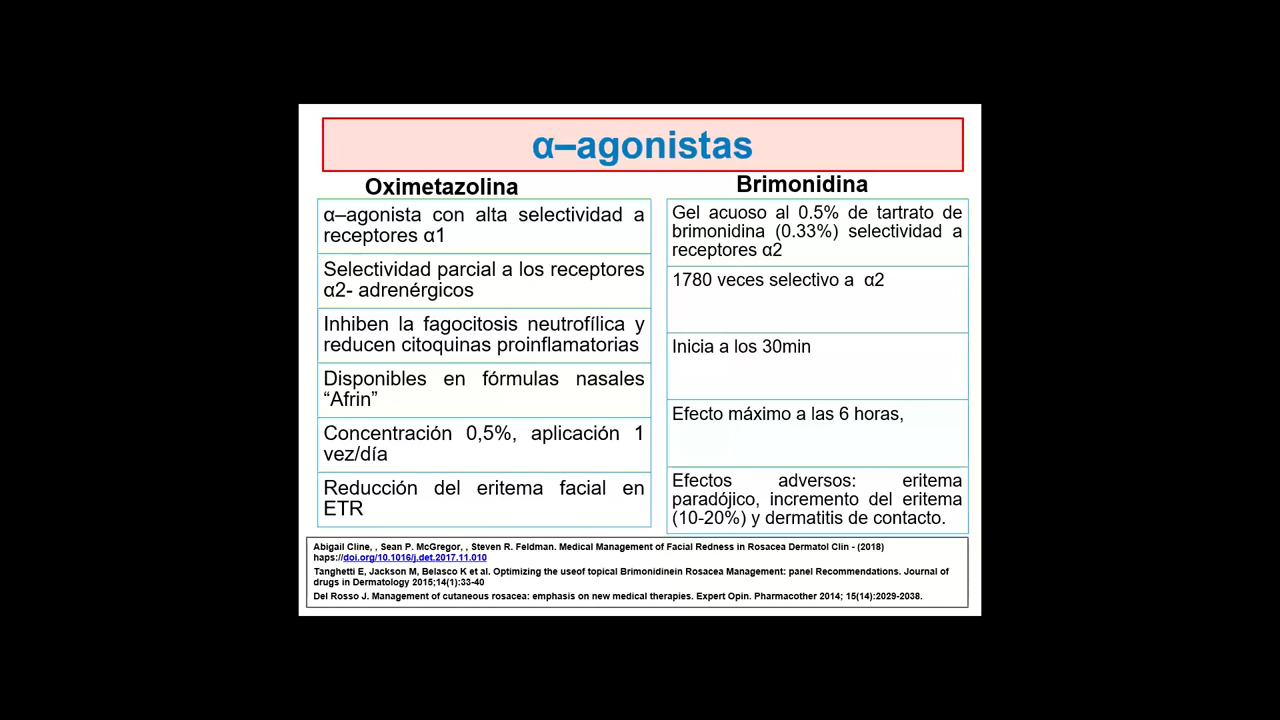 α–agonistas
Oximetazolina
α–agonista con alta selectividad a
receptores α1
Selectividad parcial a los receptores
α2- adrenérgicos
Inhiben la fagocitosis neutrofílica y
reducen citoquinas proinflamatorias
Disponibles en fórmulas nasales
“Afrin”
Concentración 0,5%, aplicación 1
vez/día
Reducción del eritema facial en
ETR
Brimonidina
Gel acuoso al 0.5% de tartrato de
brimonidina (0.33%) selectividad a
receptores α2
1780 veces selectivo a α2
Inicia a los 30min
Efecto máximo a las 6 horas,
Efectos adversos: eritema
paradójico, incremento del eritema
(10-20%) y dermatitis de contacto.
Abigail Cline, , Sean P. McGregor, , Steven R. Feldman. Medical Management of Facial Redness in Rosacea Dermatol Clin - (2018)
haps://doi.org/10.1016/j.det.2017.11.010
Tanghetti E, Jackson M, Belasco K et al. Optimizing the useof topical Brimonidinein Rosacea Management: panel Recommendations. Journal of
drugs in Dermatology 2015;14(1):33-40
Del Rosso J. Management of cutaneous rosacea: emphasis on new medical therapies. Expert Opin. Pharmacother 2014; 15(14):2029-2038.